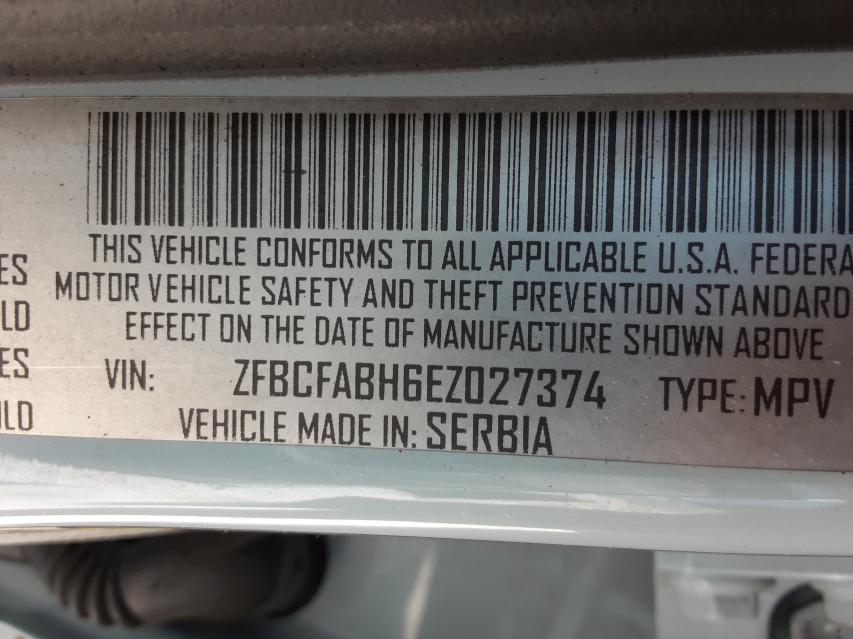 THIS VEHICLE CONFORMS TO ALL APPLICABLE U.S.A. FEDERA
ES
MOTOR VEHICLE SAFETY AND THEFT PREVENTION STANDARD
LD
EFFECT ON THE DATE OF MANUFACTURE SHOWN ABOVE
ES
VIN: ZFBCFABH6EZ027374 TYPE: MPV
ILD
VEHICLE MADE IN: SERBIA